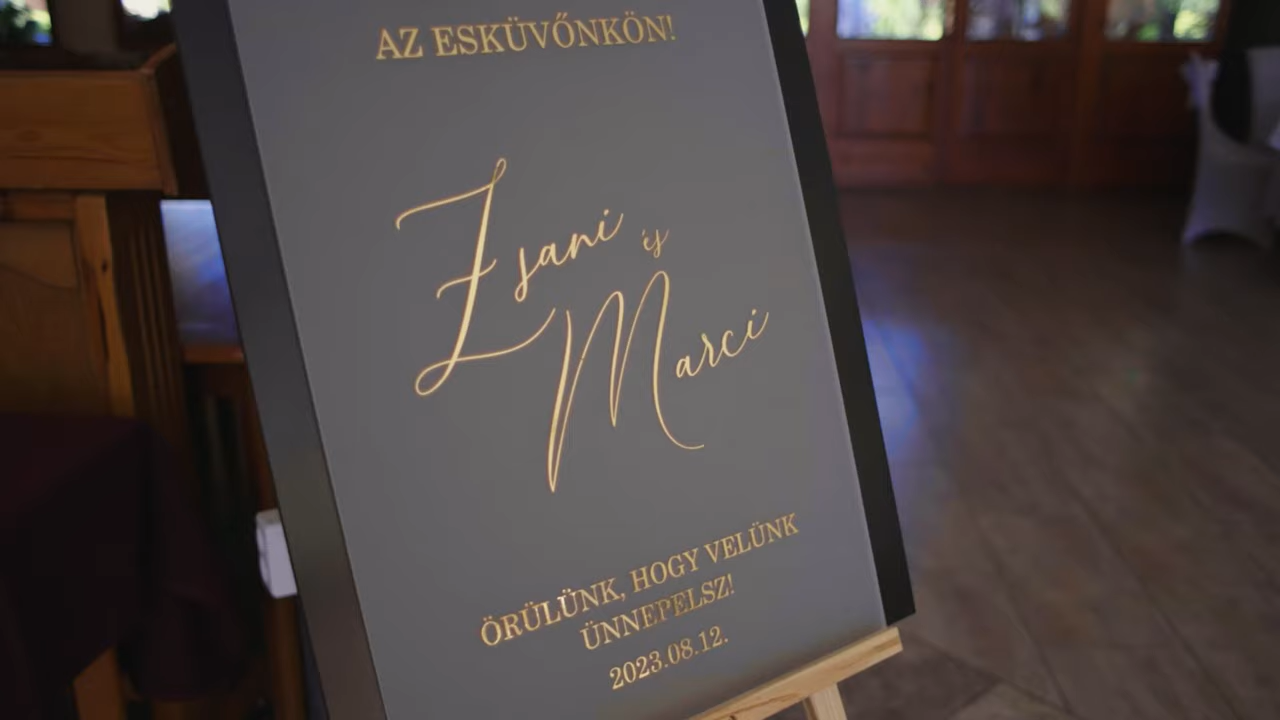 AZ ESKÜVŐNKÖN!
Zsani és
Marci
ÖRÜLÜNK, HOGY VELÜNK
ÜNNEPELSZ!
2023.08.12.